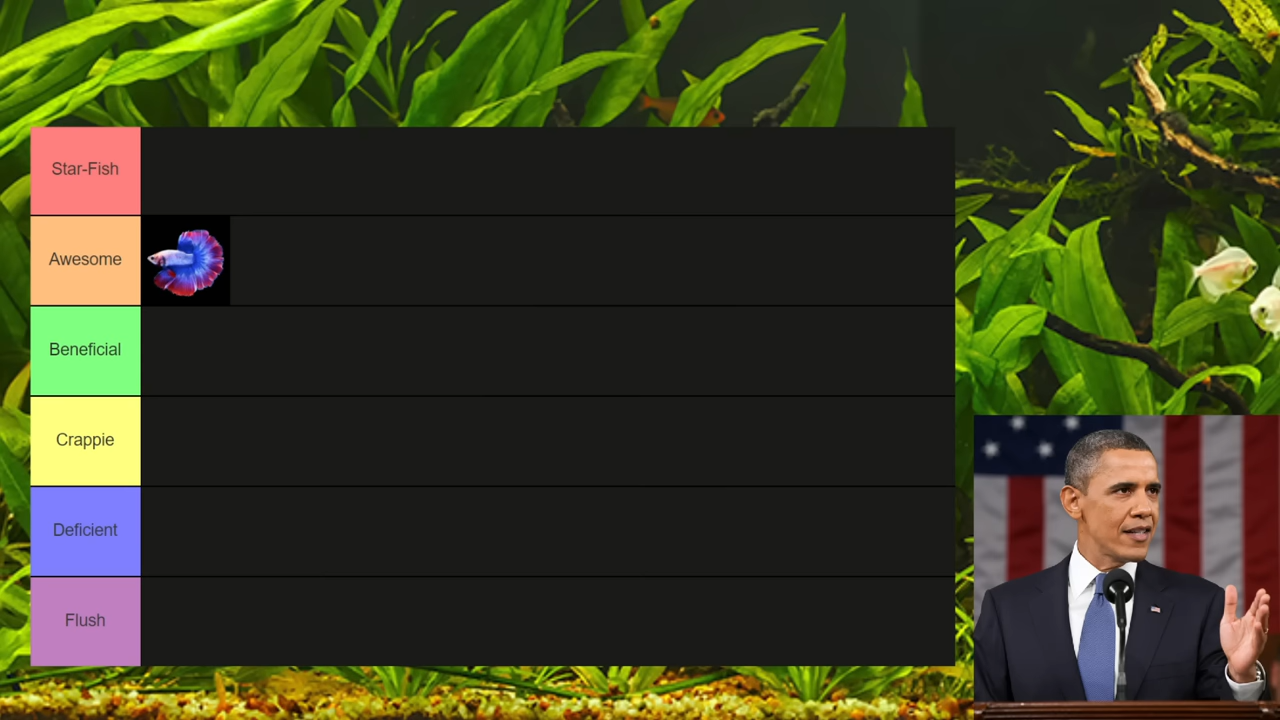 Star-Fish
Awesome
Beneficial
Crappie
Deficient
Flush